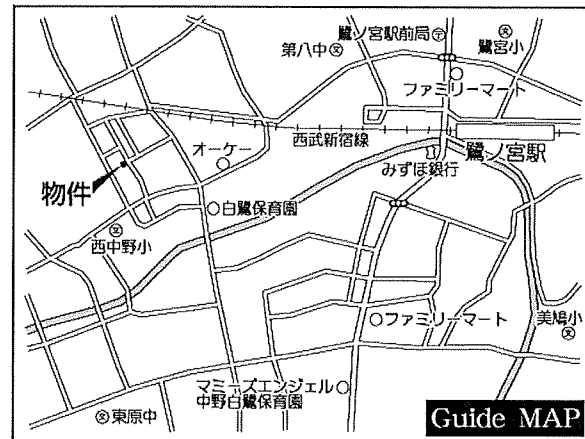 鷺ノ宮駅前局
鷺宮小
第八中
ファミリーマート
オーケー
西武新宿線
鷺ノ宮駅
みずほ銀行
物件
白鷺保育園
西中野小
ファミリーマート
美鳩小
マミーズエンジェル
中野白鷺保育園
東原中
Guide MAP